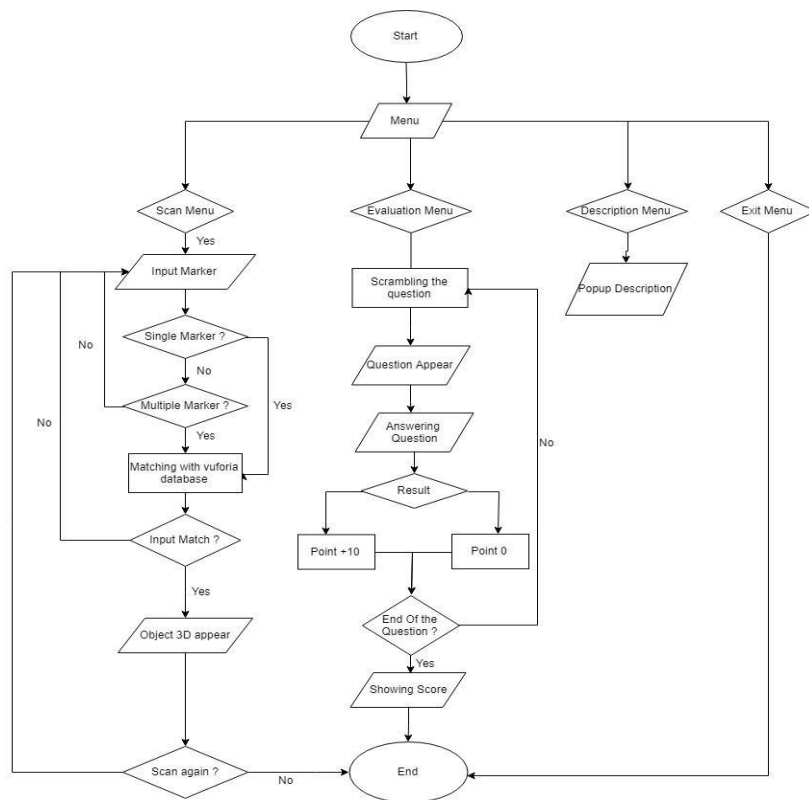 Start
Menu
Scan Menu
Evaluation Menu
Description Menu
Exit Menu
Yes
Input Marker
Scrambling the
question
Popup Description
Single Marker ?
No
No
Question Appear
Multiple Marker ?
Yes
No
Answering
Question
No
Yes
Matching with vuforia
database
Result
Input Match ?
Point +10
Point 0
Yes
End Of the
Question ?
Object 3D appear
Yes
Showing Score
Scan again ?
No
End